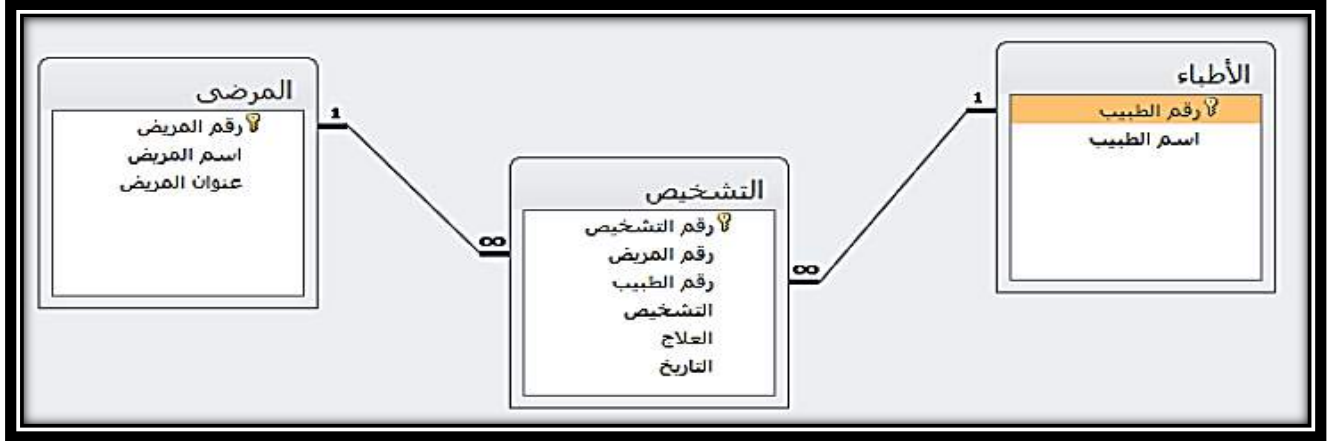 الأطباء
رقم الطبيب
اسم الطبيب
1
المرضى
رقم المريض
اسم المريض
عنوان المريض
1
التشخيص
رقم التشخيص
رقم المريض
رقم الطبيب
التشخيص
العلاج
التاريخ
∞
∞